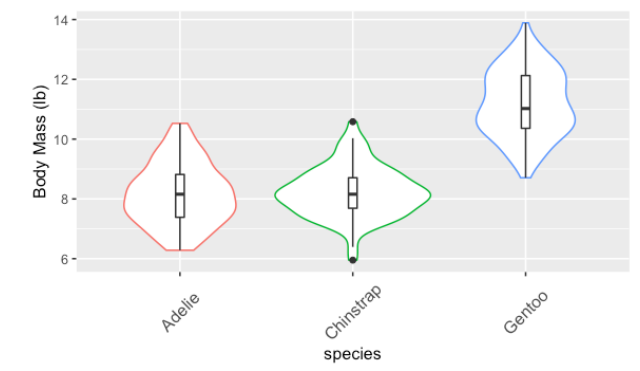 14
12
10
8
6
Body Mass (lb)
Adelie
Chinstrap
Gentoo
species